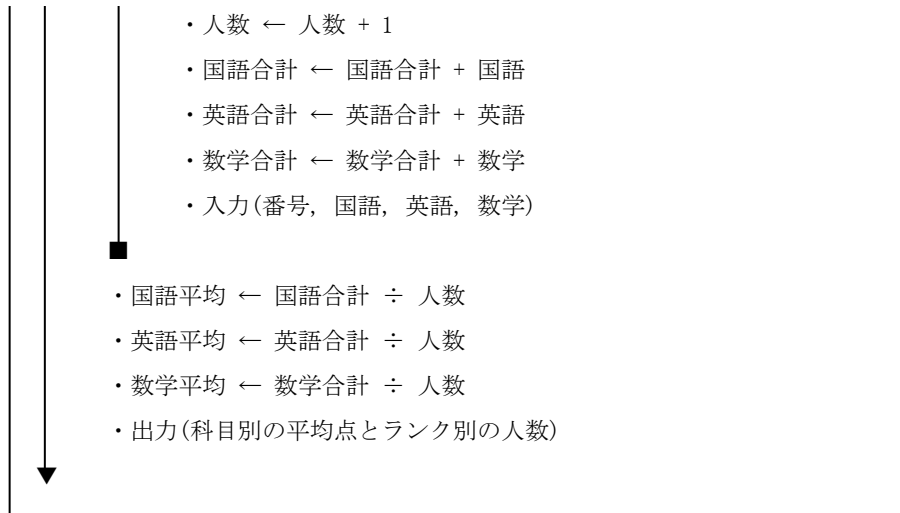 ・人数 ← 人数 + 1
・国語合計 ← 国語合計 + 国語
・英語合計 ← 英語合計 + 英語
・数学合計 ← 数学合計 + 数学
・入力(番号, 国語, 英語, 数学)
・国語平均 ← 国語合計 ÷ 人数
・英語平均 ← 英語合計 ÷ 人数
・数学平均 ← 数学合計 ÷ 人数
・出力(科目別の平均点とランク別の人数)